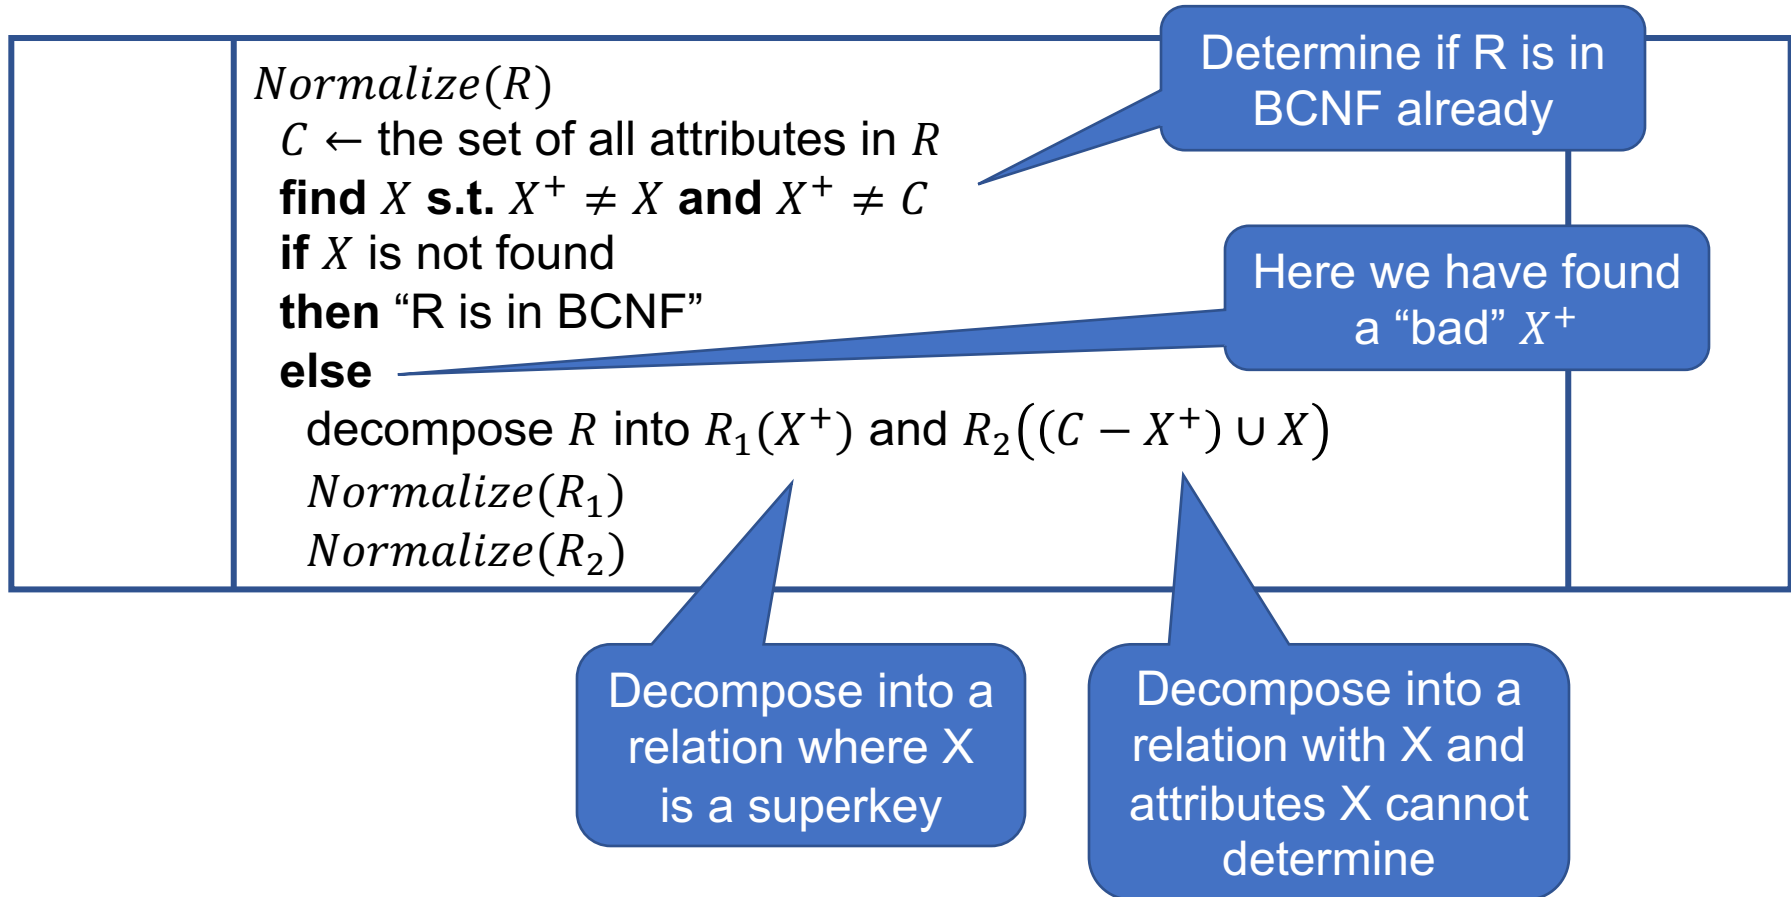 Determine if R is in
BCNF already
Normalize(R)
C ← the set of all attributes in R
find X s.t. X⁺ ≠ X and X⁺ ≠ C
if X is not found
then “R is in BCNF”
else
decompose R into R₁(X⁺) and R₂((C − X⁺) ∪ X)
Normalize(R₁)
Normalize(R₂)
Here we have found
a “bad” X⁺
Decompose into a
relation where X
is a superkey
Decompose into a
relation with X and
attributes X cannot
determine